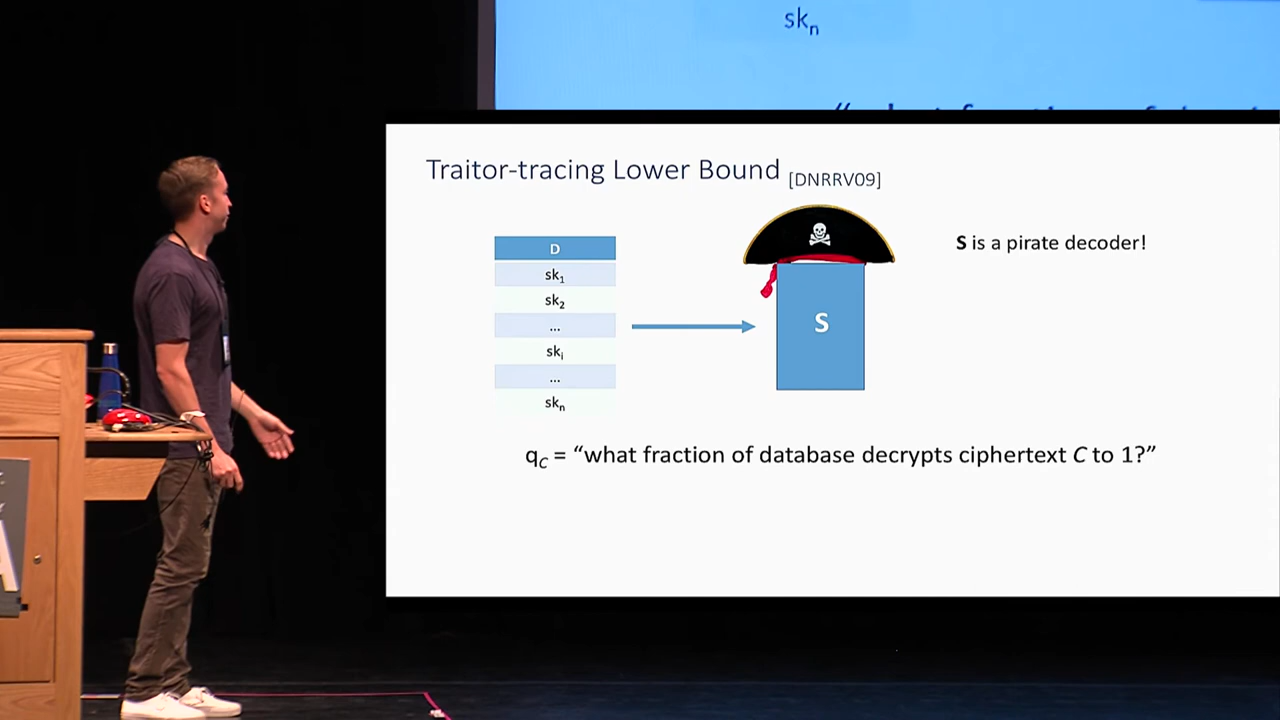 skn
Traitor-tracing Lower Bound [DNRRV09]
D
sk1
sk2
...
ski
...
skn
S
S is a pirate decoder!
qC = “what fraction of database decrypts ciphertext C to 1?”